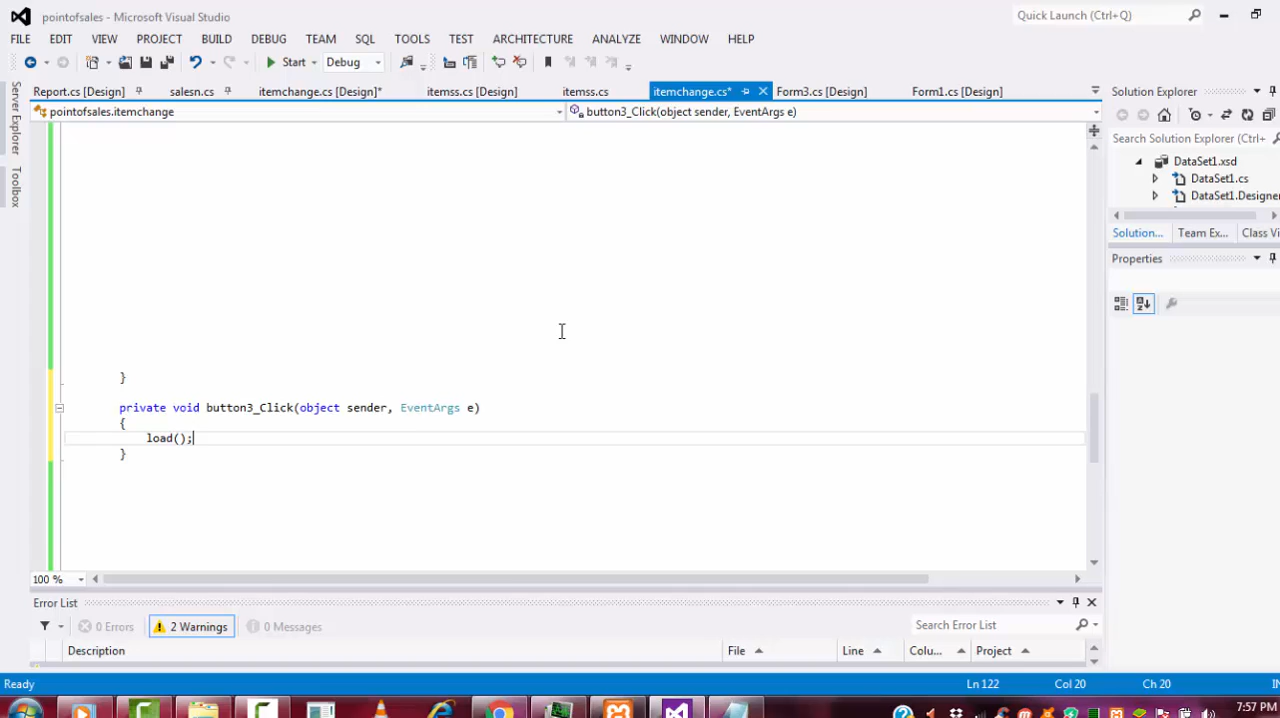 pointofsales - Microsoft Visual Studio
Quick Launch (Ctrl+Q)
FILE EDIT VIEW PROJECT BUILD DEBUG TEAM SQL TOOLS TEST ARCHITECTURE ANALYZE WINDOW HELP
Start Debug
Server Explorer
Toolbox
Report.cs [Design] salesn.cs itemchange.cs [Design]* itemss.cs [Design] itemss.cs itemchange.cs* Form3.cs [Design] Form1.cs [Design]
pointofsales.itemchange button3_Click(object sender, EventArgs e)
}
private void button3_Click(object sender, EventArgs e)
{
load();
}
100 %
Solution Explorer
Search Solution Explorer (Ctrl+
DataSet1.xsd
DataSet1.cs
DataSet1.Designe
Solution... Team Ex... Class Vi
Properties
Error List
0 Errors 2 Warnings 0 Messages Search Error List
Description File Line Colu... Project
Ready Ln 122 Col 20 Ch 20 IN
7:57 PM